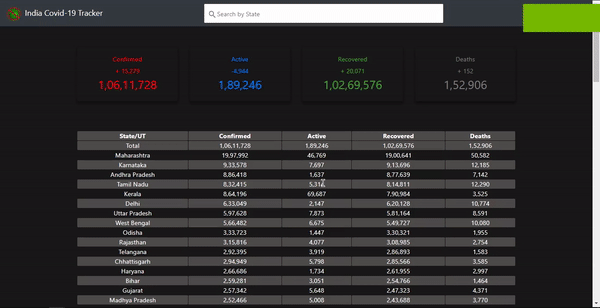 India Covid-19 Tracker
Search by State
Confirmed Active Recovered Deaths
+ 15,279 -4,944 + 20,071 + 152
1,06,11,728 1,89,246 1,02,69,576 1,52,906
State/UT Confirmed Active Recovered Deaths
Total 1,06,11,728 1,89,246 1,02,69,576 1,52,906
Maharashtra 19,97,992 46,769 19,00,641 50,582
Karnataka 9,33,578 7,697 9,13,696 12,185
Andhra Pradesh 8,86,418 1,637 8,77,639 7,142
Tamil Nadu 8,32,415 8,14,811 12,290
Kerala 8,64,196 69,687 7,90,984 3,525
Delhi 6,33,049 2,147 6,20,128 10,774
Uttar Pradesh 5,97,628 7,873 5,81,164 8,591
West Bengal 5,66,482 6,675 5,49,727 10,080
Odisha 3,33,723 1,447 3,30,321 1,955
Rajasthan 3,15,816 4,077 3,08,985 2,754
Telangana 2,92,395 3,919 2,86,893 1,583
Chhattisgarh 2,94,949 5,798 2,85,566 3,585
Haryana 2,66,686 1,734 2,61,955 2,997
Bihar 2,59,281 3,051 2,54,766 1,464
Gujarat 2,57,342 5,648 2,47,323 4,371
Madhya Pradesh 2,52,466 5,008 2,43,688 3,770